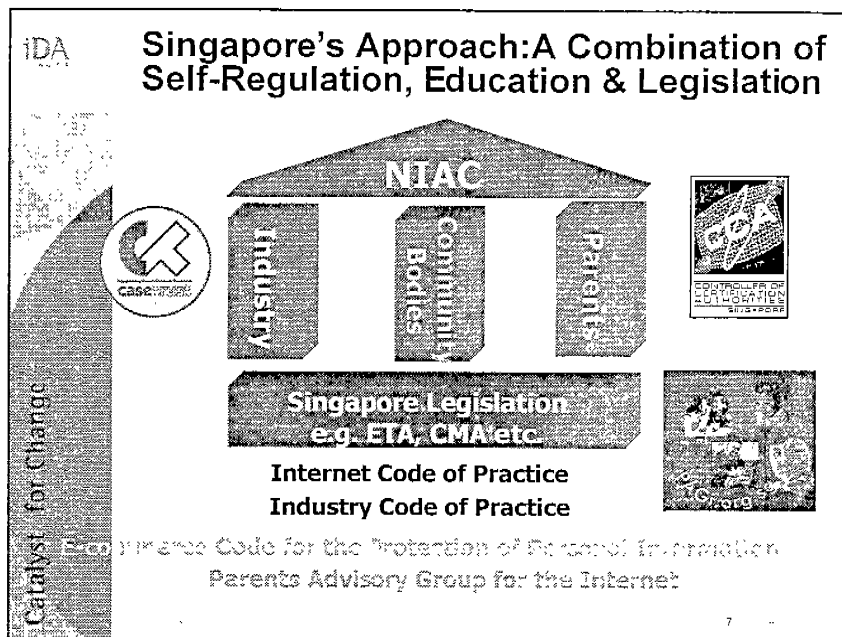 iDA
Singapore's Approach:A Combination of
Self-Regulation, Education & Legislation
NIAC
Industry
Community
Bodies
Parents
case
CCA
CONTROLLER OF
CERTIFICATION
AUTHORITIES
SINGAPORE
Singapore Legislation
e.g. ETA, CMA etc.
Internet Code of Practice
Industry Code of Practice
E-commerce Code for the Protection of Personal Information
Parents Advisory Group for the Internet
Catalyst for Change
7